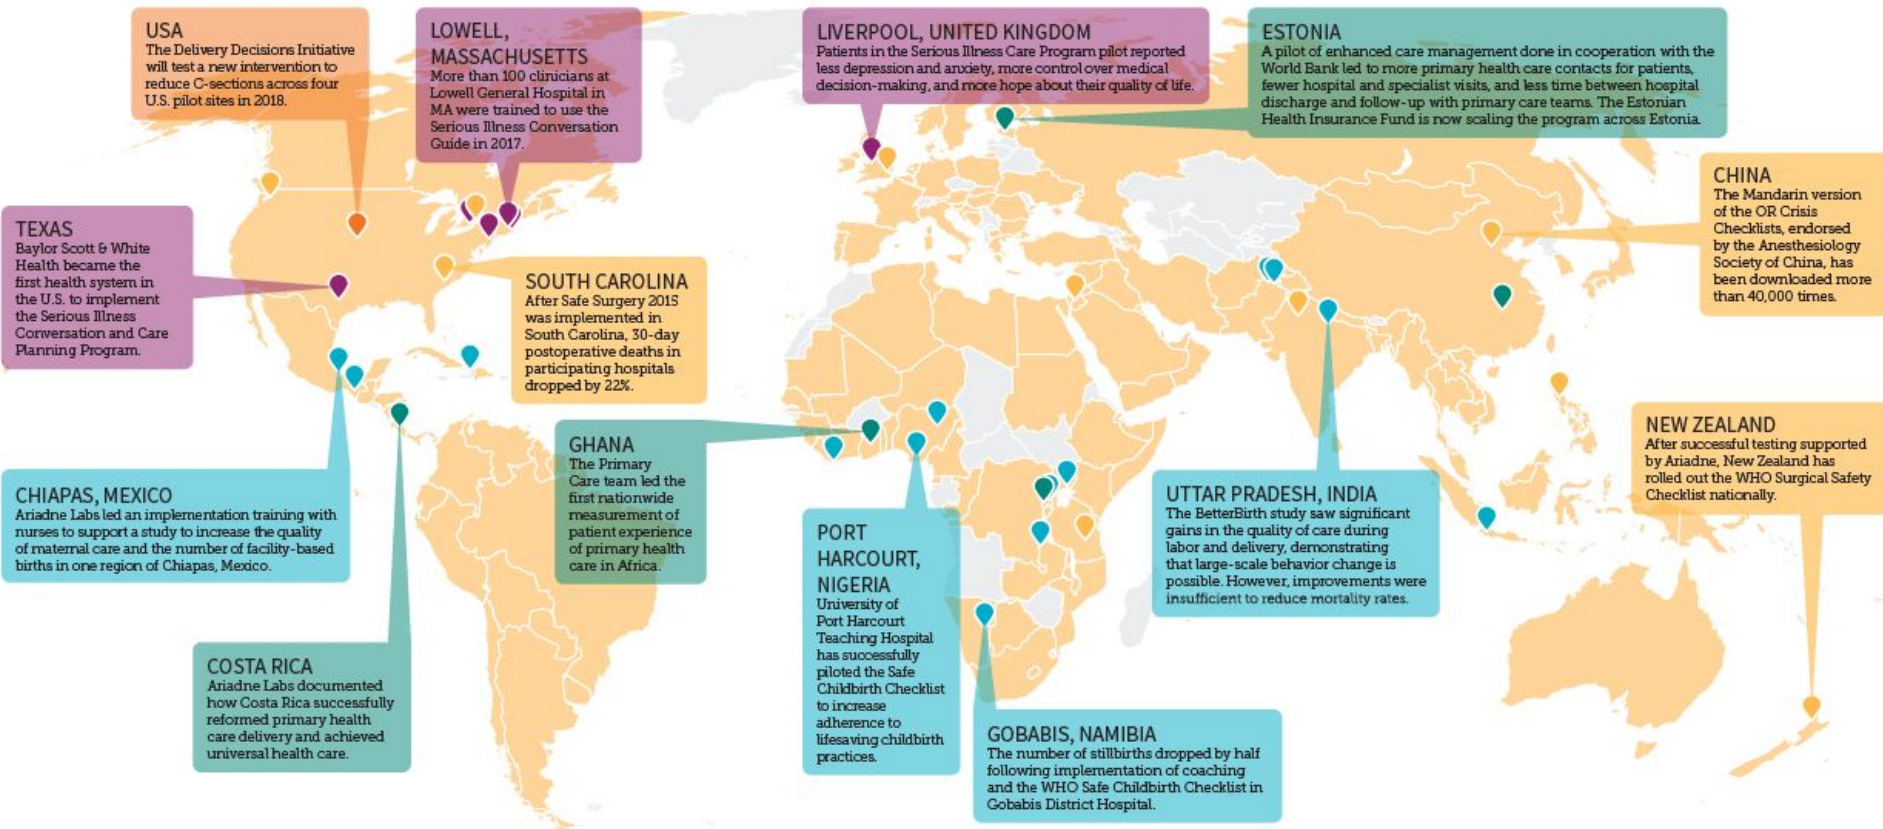 USA
The Delivery Decisions Initiative
will test a new intervention to
reduce C-sections across four
U.S. pilot sites in 2018.
LOWELL,
MASSACHUSETTS
More than 100 clinicians at
Lowell General Hospital in
MA were trained to use the
Serious Illness Conversation
Guide in 2017.
LIVERPOOL, UNITED KINGDOM
Patients in the Serious Illness Care Program pilot reported
less depression and anxiety, more control over medical
decision-making, and more hope about their quality of life.
ESTONIA
A pilot of enhanced care management done in cooperation with the
World Bank led to more primary health care contacts for patients,
fewer hospital and specialist visits, and less time between hospital
discharge and follow-up with primary care teams. The Estonian
Health Insurance Fund is now scaling the program across Estonia.
CHINA
The Mandarin version
of the OR Crisis
Checklists, endorsed
by the Anesthesiology
Society of China, has
been downloaded more
than 40,000 times.
TEXAS
Baylor Scott & White
Health became the
first health system in
the U.S. to implement
the Serious Illness
Conversation and Care
Planning Program.
SOUTH CAROLINA
After Safe Surgery 2015
was implemented in
South Carolina, 30-day
postoperative deaths in
participating hospitals
dropped by 22%.
NEW ZEALAND
After successful testing supported
by Ariadne, New Zealand has
rolled out the WHO Surgical Safety
Checklist nationally.
GHANA
The Primary
Care team led the
first nationwide
measurement of
patient experience
of primary health
care in Africa.
CHIAPAS, MEXICO
Ariadne Labs led an implementation training with
nurses to support a study to increase the quality
of maternal care and the number of facility-based
births in one region of Chiapas, Mexico.
UTTAR PRADESH, INDIA
The BetterBirth study saw significant
gains in the quality of care during
labor and delivery, demonstrating
that large-scale behavior change is
possible. However, improvements were
insufficient to reduce mortality rates.
PORT
HARCOURT,
NIGERIA
University of
Port Harcourt
Teaching Hospital
has successfully
piloted the Safe
Childbirth Checklist
to increase
adherence to
lifesaving childbirth
practices.
COSTA RICA
Ariadne Labs documented
how Costa Rica successfully
reformed primary health
care delivery and achieved
universal health care.
GOBABIS, NAMIBIA
The number of stillbirths dropped by half
following implementation of coaching
and the WHO Safe Childbirth Checklist in
Gobabis District Hospital.